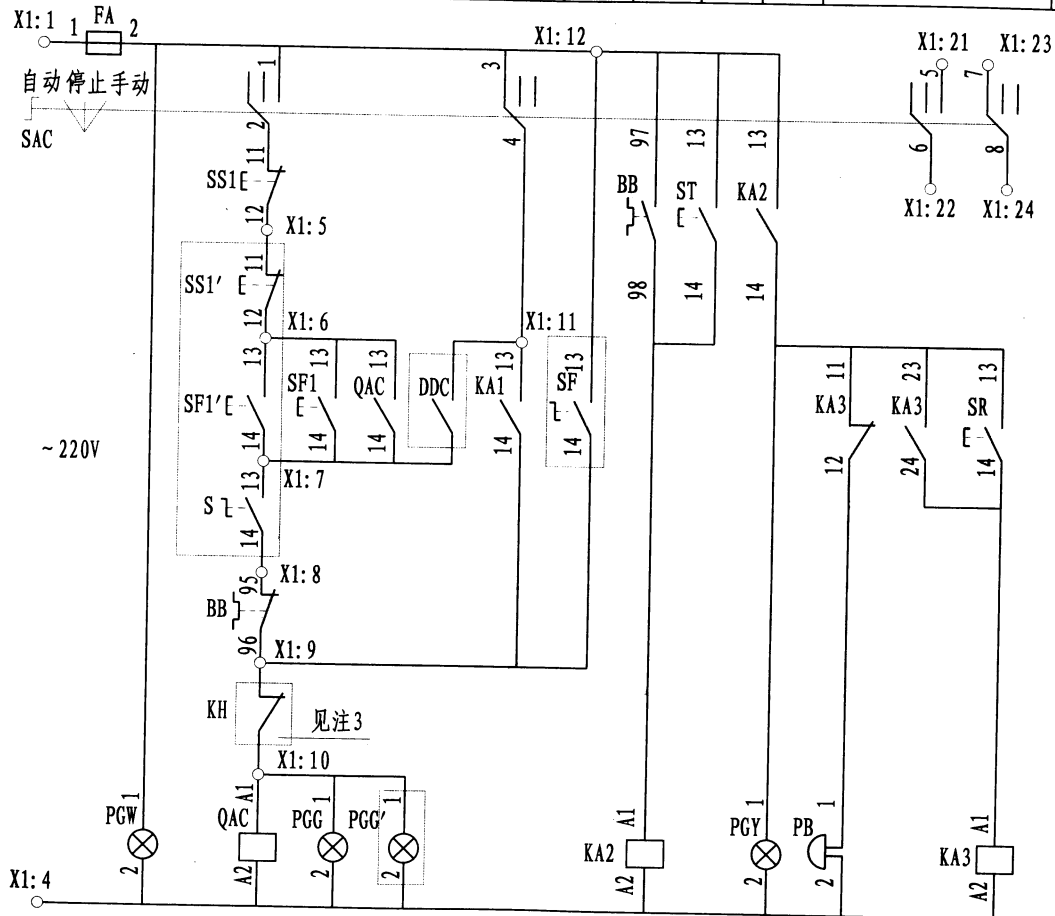 X1:1 1 FA 2
X1:12
X1:21 X1:23
自动 停止 手动
SAC
1 2
3 4
5 6
7 8
X1:22 X1:24
11
SS1
12
X1:5
11
SS1′
12
X1:6
13
SF1′
14
13
SF1
14
13
QAC
14
DDC
X1:11
13
KA1
14
13
SF
14
X1:7
13
S
14
X1:8
95
BB
96
X1:9
KH
见注3
X1:10
~220V
97
BB
98
13
ST
14
13
KA2
14
11
KA3
12
23
KA3
24
13
SR
14
1
PGW
2
A1
QAC
A2
1
PGG
2
1
PGG′
2
A1
KA2
A2
1
PGY
2
1
PB
2
A1
KA3
A2
X1:4